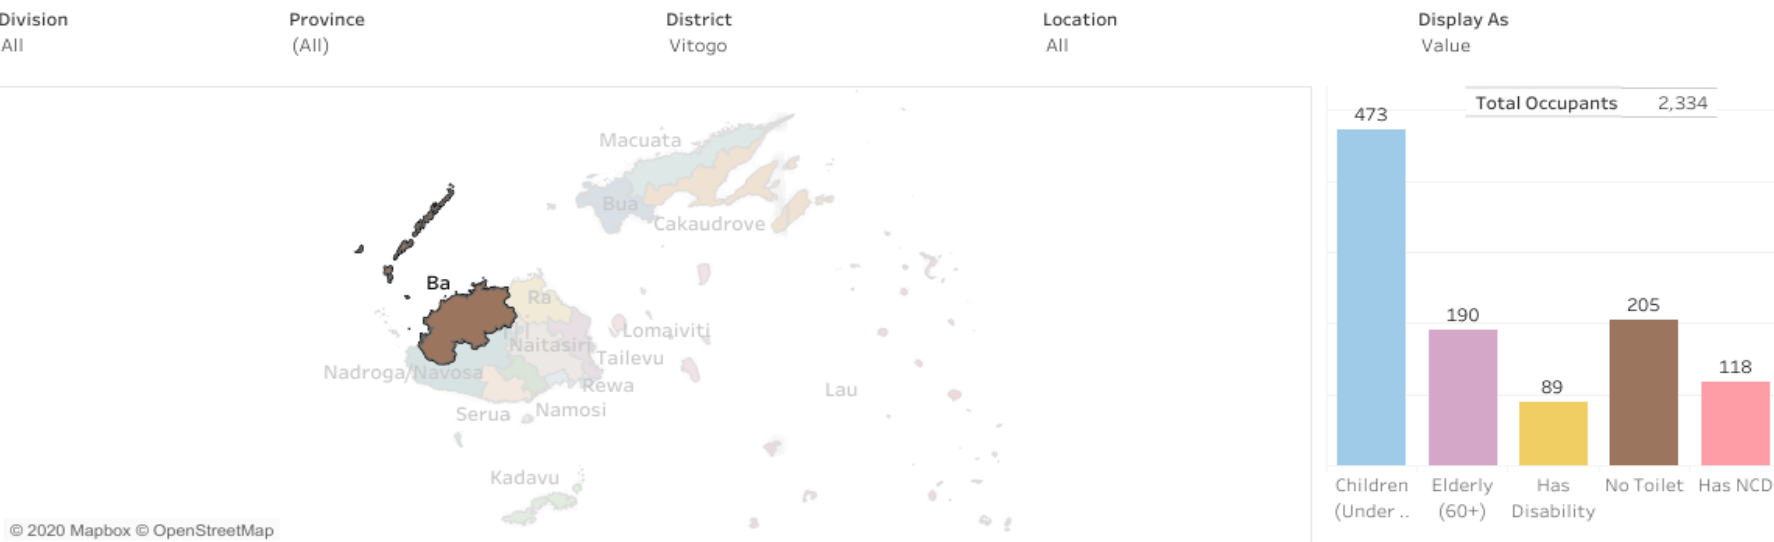 Division
Province
District
Location
Display As
All
(All)
Vitogo
All
Value
Total Occupants 2,334
473
Macuata
Bua
Cakaudrove
Ba
Ra
Lomaiviti
Naitasiri
Tailevu
Nadroga/Navosa
Rewa
Lau
Serua
Namosi
Kadavu
190
89
205
118
Children
(Under ..
Elderly
(60+)
Has
Disability
No Toilet
Has NCD
© 2020 Mapbox © OpenStreetMap